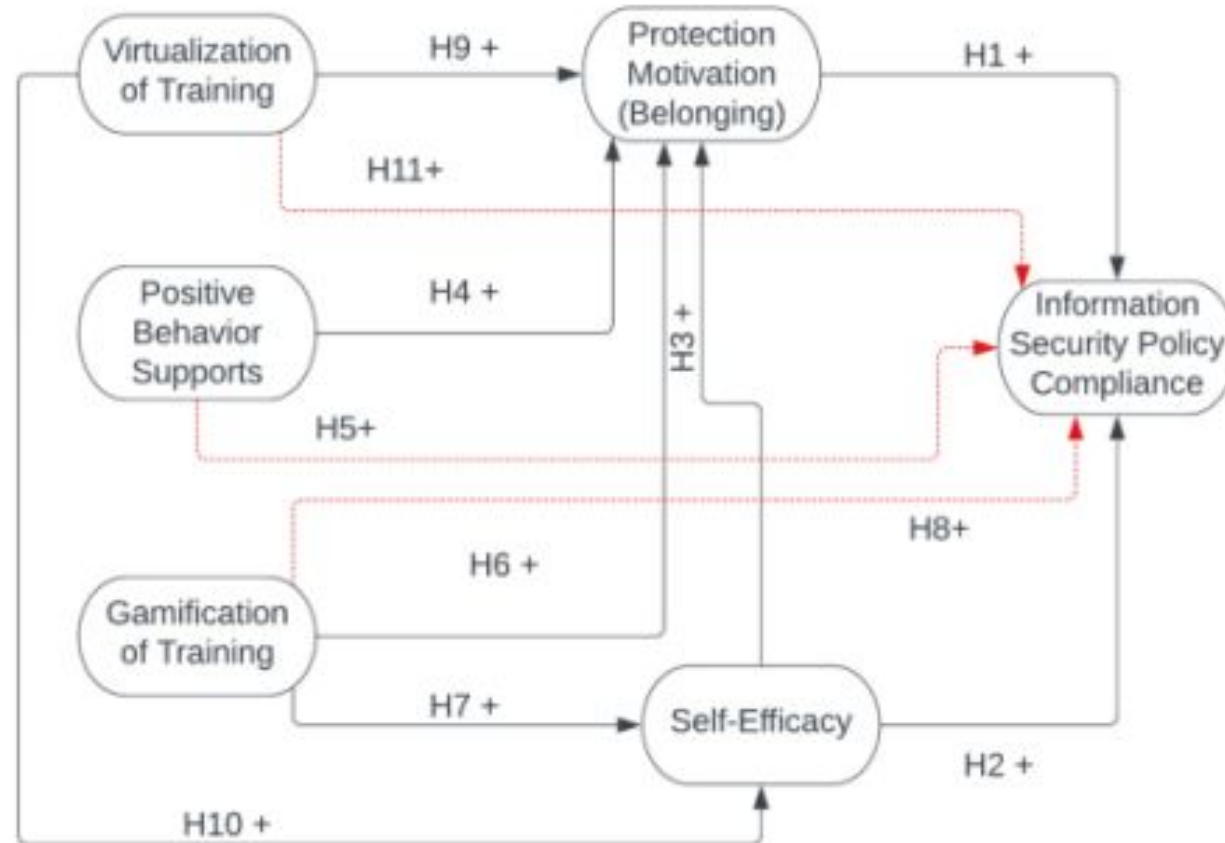 Virtualization
of Training
H9 +
Protection
Motivation
(Belonging)
H1 +
H11+
Positive
Behavior
Supports
H4 +
H3 +
Information
Security Policy
Compliance
H5+
H8+
H6 +
Gamification
of Training
H7 +
Self-Efficacy
H2 +
H10 +